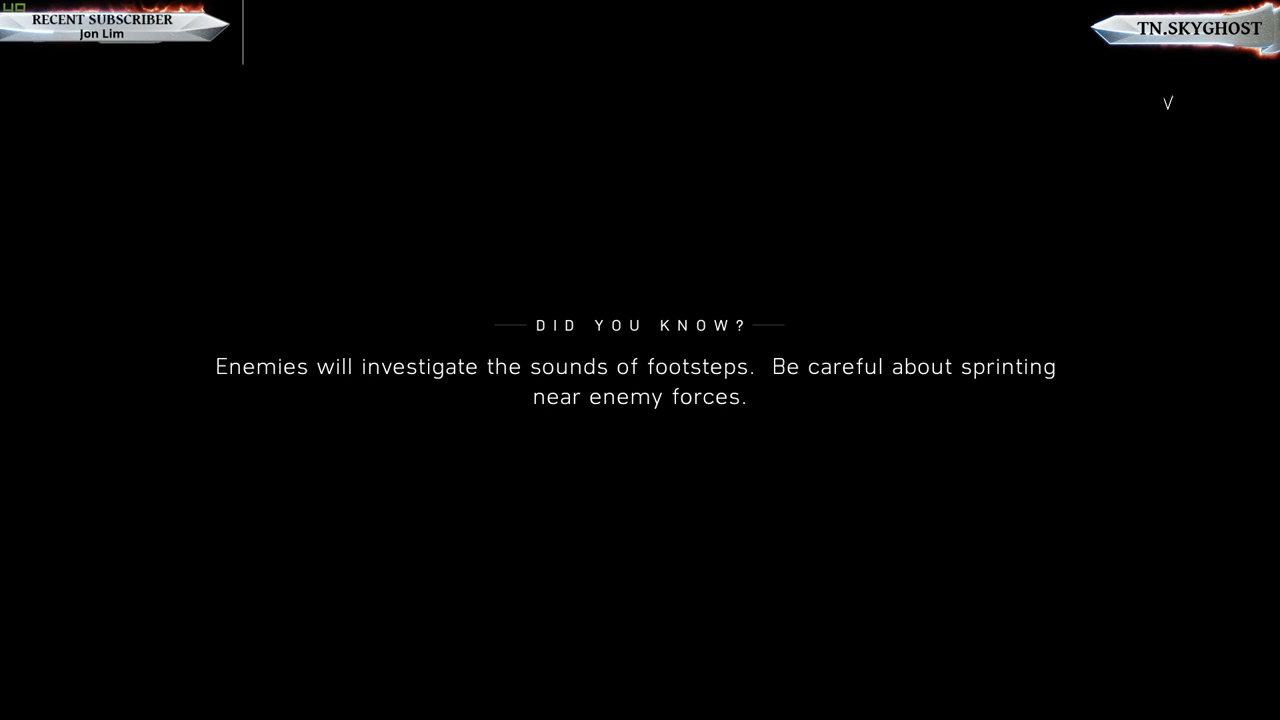 49
RECENT SUBSCRIBER
Jon Lim
TN.SKYGHOST
V
DID YOU KNOW?
Enemies will investigate the sounds of footsteps.  Be careful about sprinting
near enemy forces.